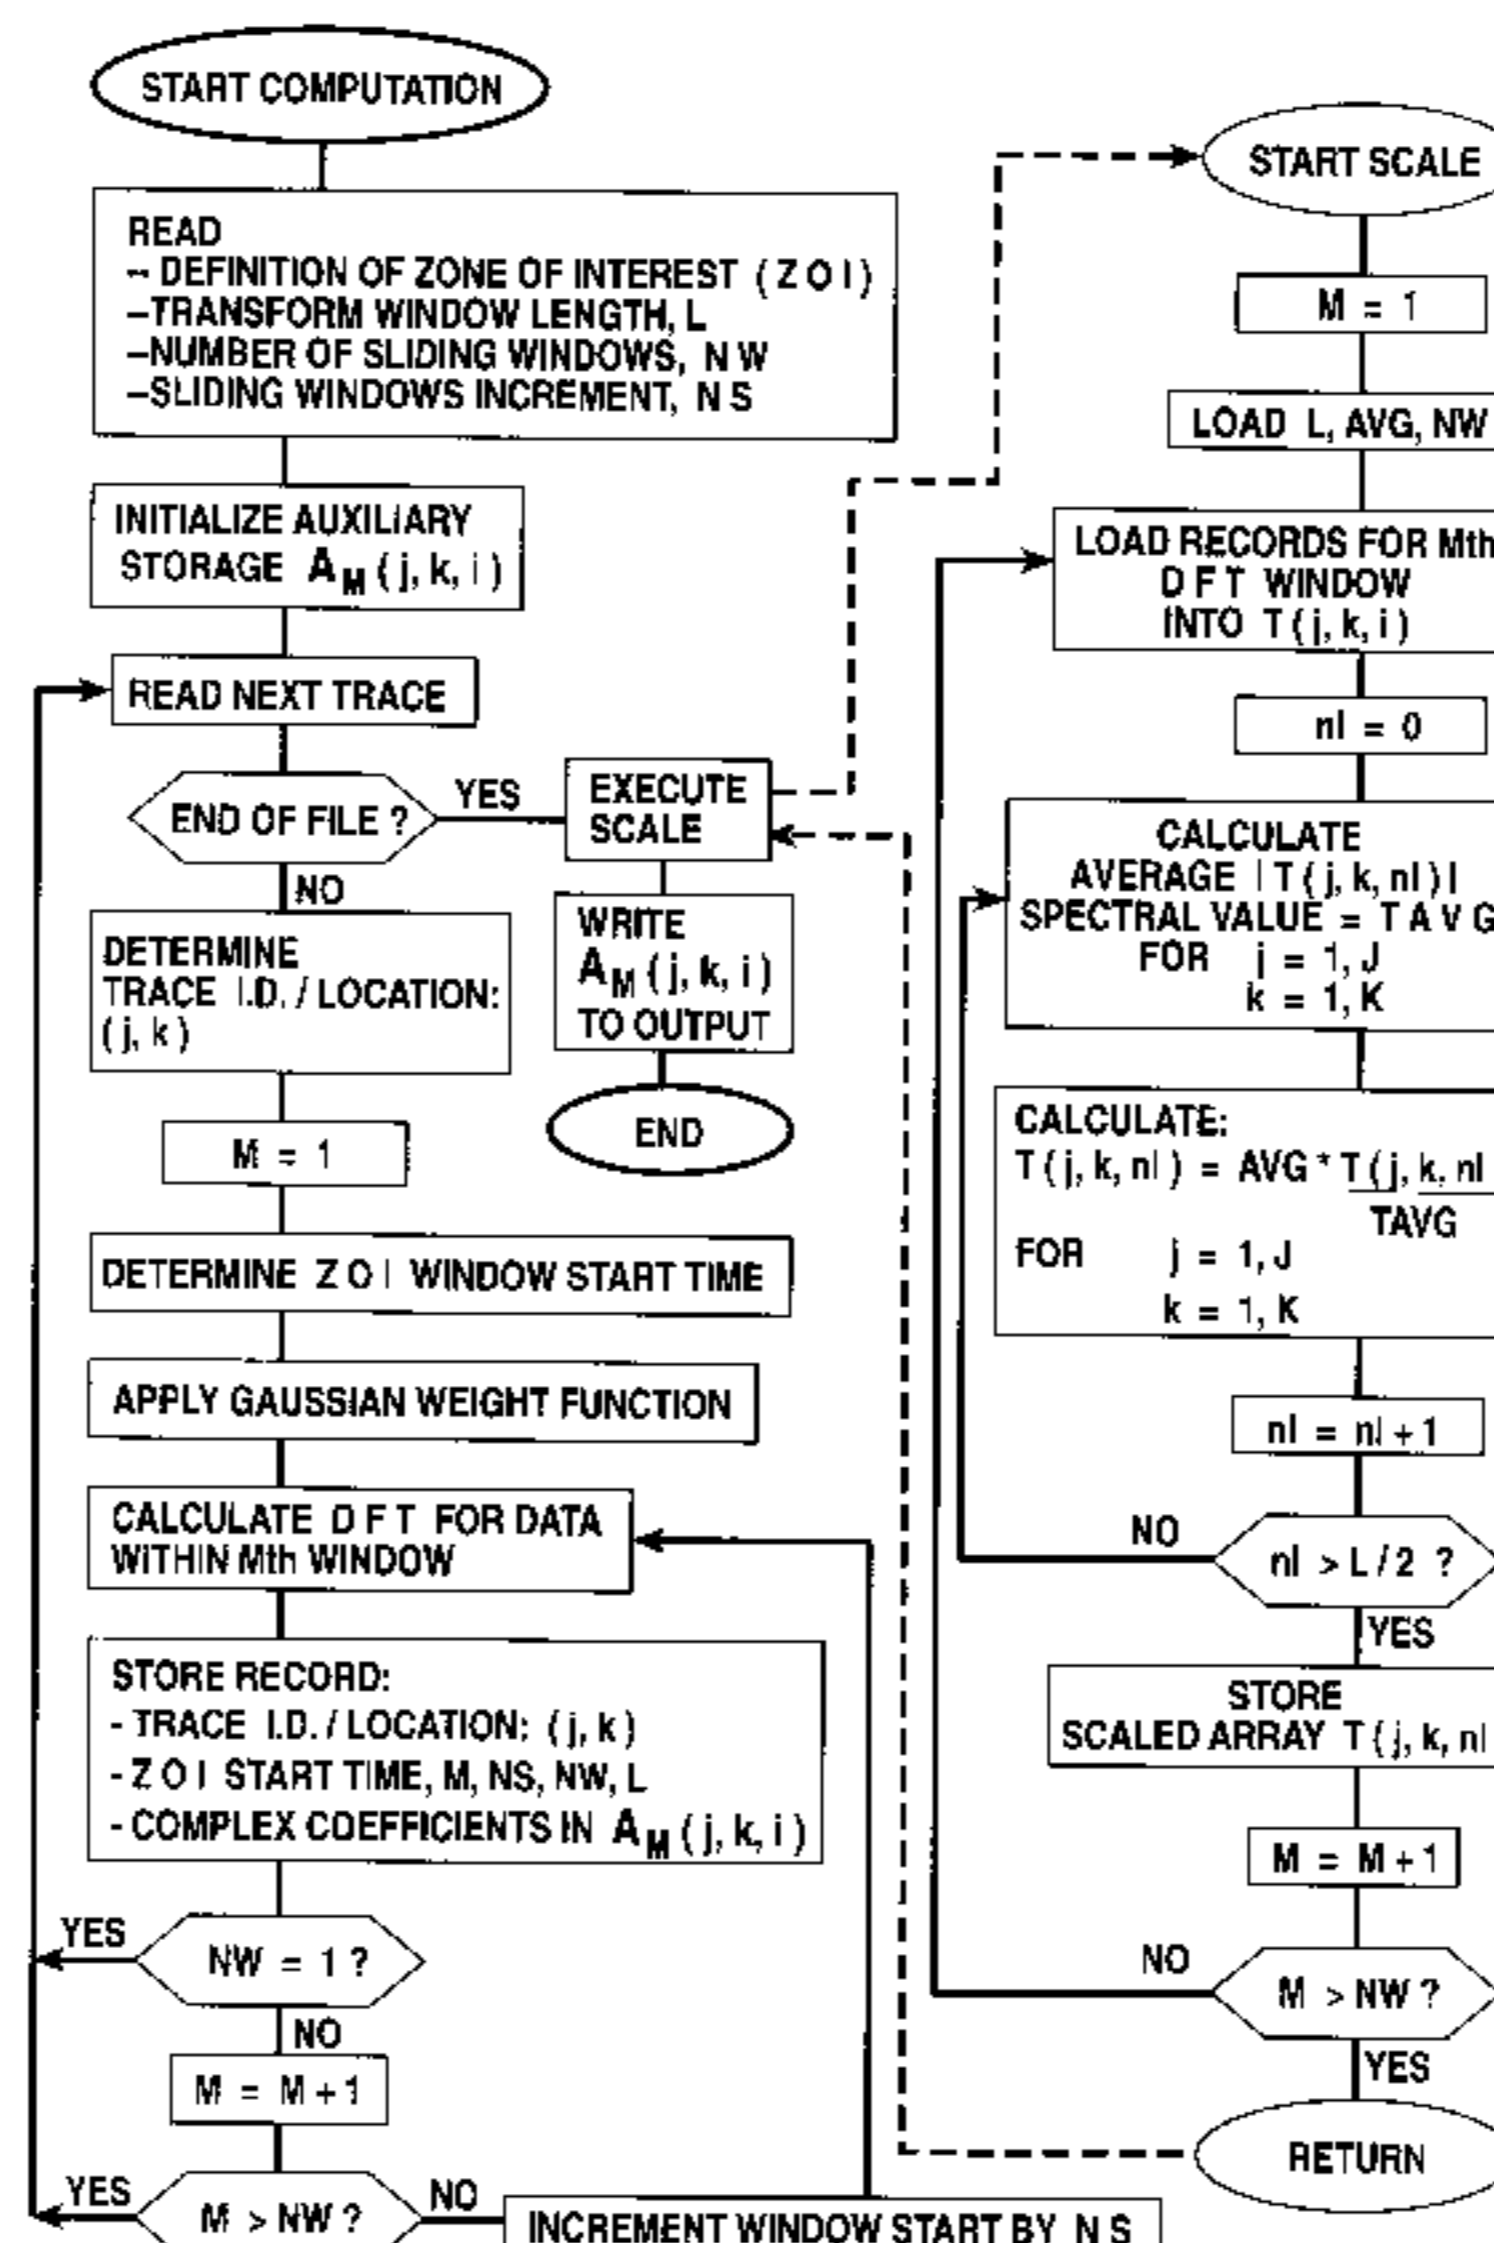 START COMPUTATION
READ
– DEFINITION OF ZONE OF INTEREST ( Z O I )
–TRANSFORM WINDOW LENGTH, L
–NUMBER OF SLIDING WINDOWS, N W
–SLIDING WINDOWS INCREMENT, N S
INITIALIZE AUXILIARY
STORAGE A_M ( j, k, i )
READ NEXT TRACE
END OF FILE ?
YES
NO
EXECUTE
SCALE
WRITE
A_M ( j, k, i )
TO OUTPUT
END
DETERMINE
TRACE I.D. / LOCATION:
( j, k )
M = 1
DETERMINE Z O I WINDOW START TIME
APPLY GAUSSIAN WEIGHT FUNCTION
CALCULATE D F T FOR DATA
WITHIN Mth WINDOW
STORE RECORD:
- TRACE I.D. / LOCATION: ( j, k )
- Z O I START TIME, M, NS, NW, L
- COMPLEX COEFFICIENTS IN A_M ( j, k, i )
YES
NW = 1 ?
NO
M = M + 1
YES
M > NW ?
NO
INCREMENT WINDOW START BY N S
START SCALE
M = 1
LOAD L, AVG, NW
LOAD RECORDS FOR Mth
D F T WINDOW
INTO T ( j, k, i )
nl = 0
CALCULATE
AVERAGE | T ( j, k, nl ) |
SPECTRAL VALUE = T A V G
FOR j = 1, J
k = 1, K
CALCULATE:
T ( j, k, nl ) = AVG * T ( j, k, nl
TAVG
FOR j = 1, J
k = 1, K
nl = nl + 1
NO
nl > L / 2 ?
YES
STORE
SCALED ARRAY T ( j, k, nl
M = M + 1
NO
M > NW ?
YES
RETURN